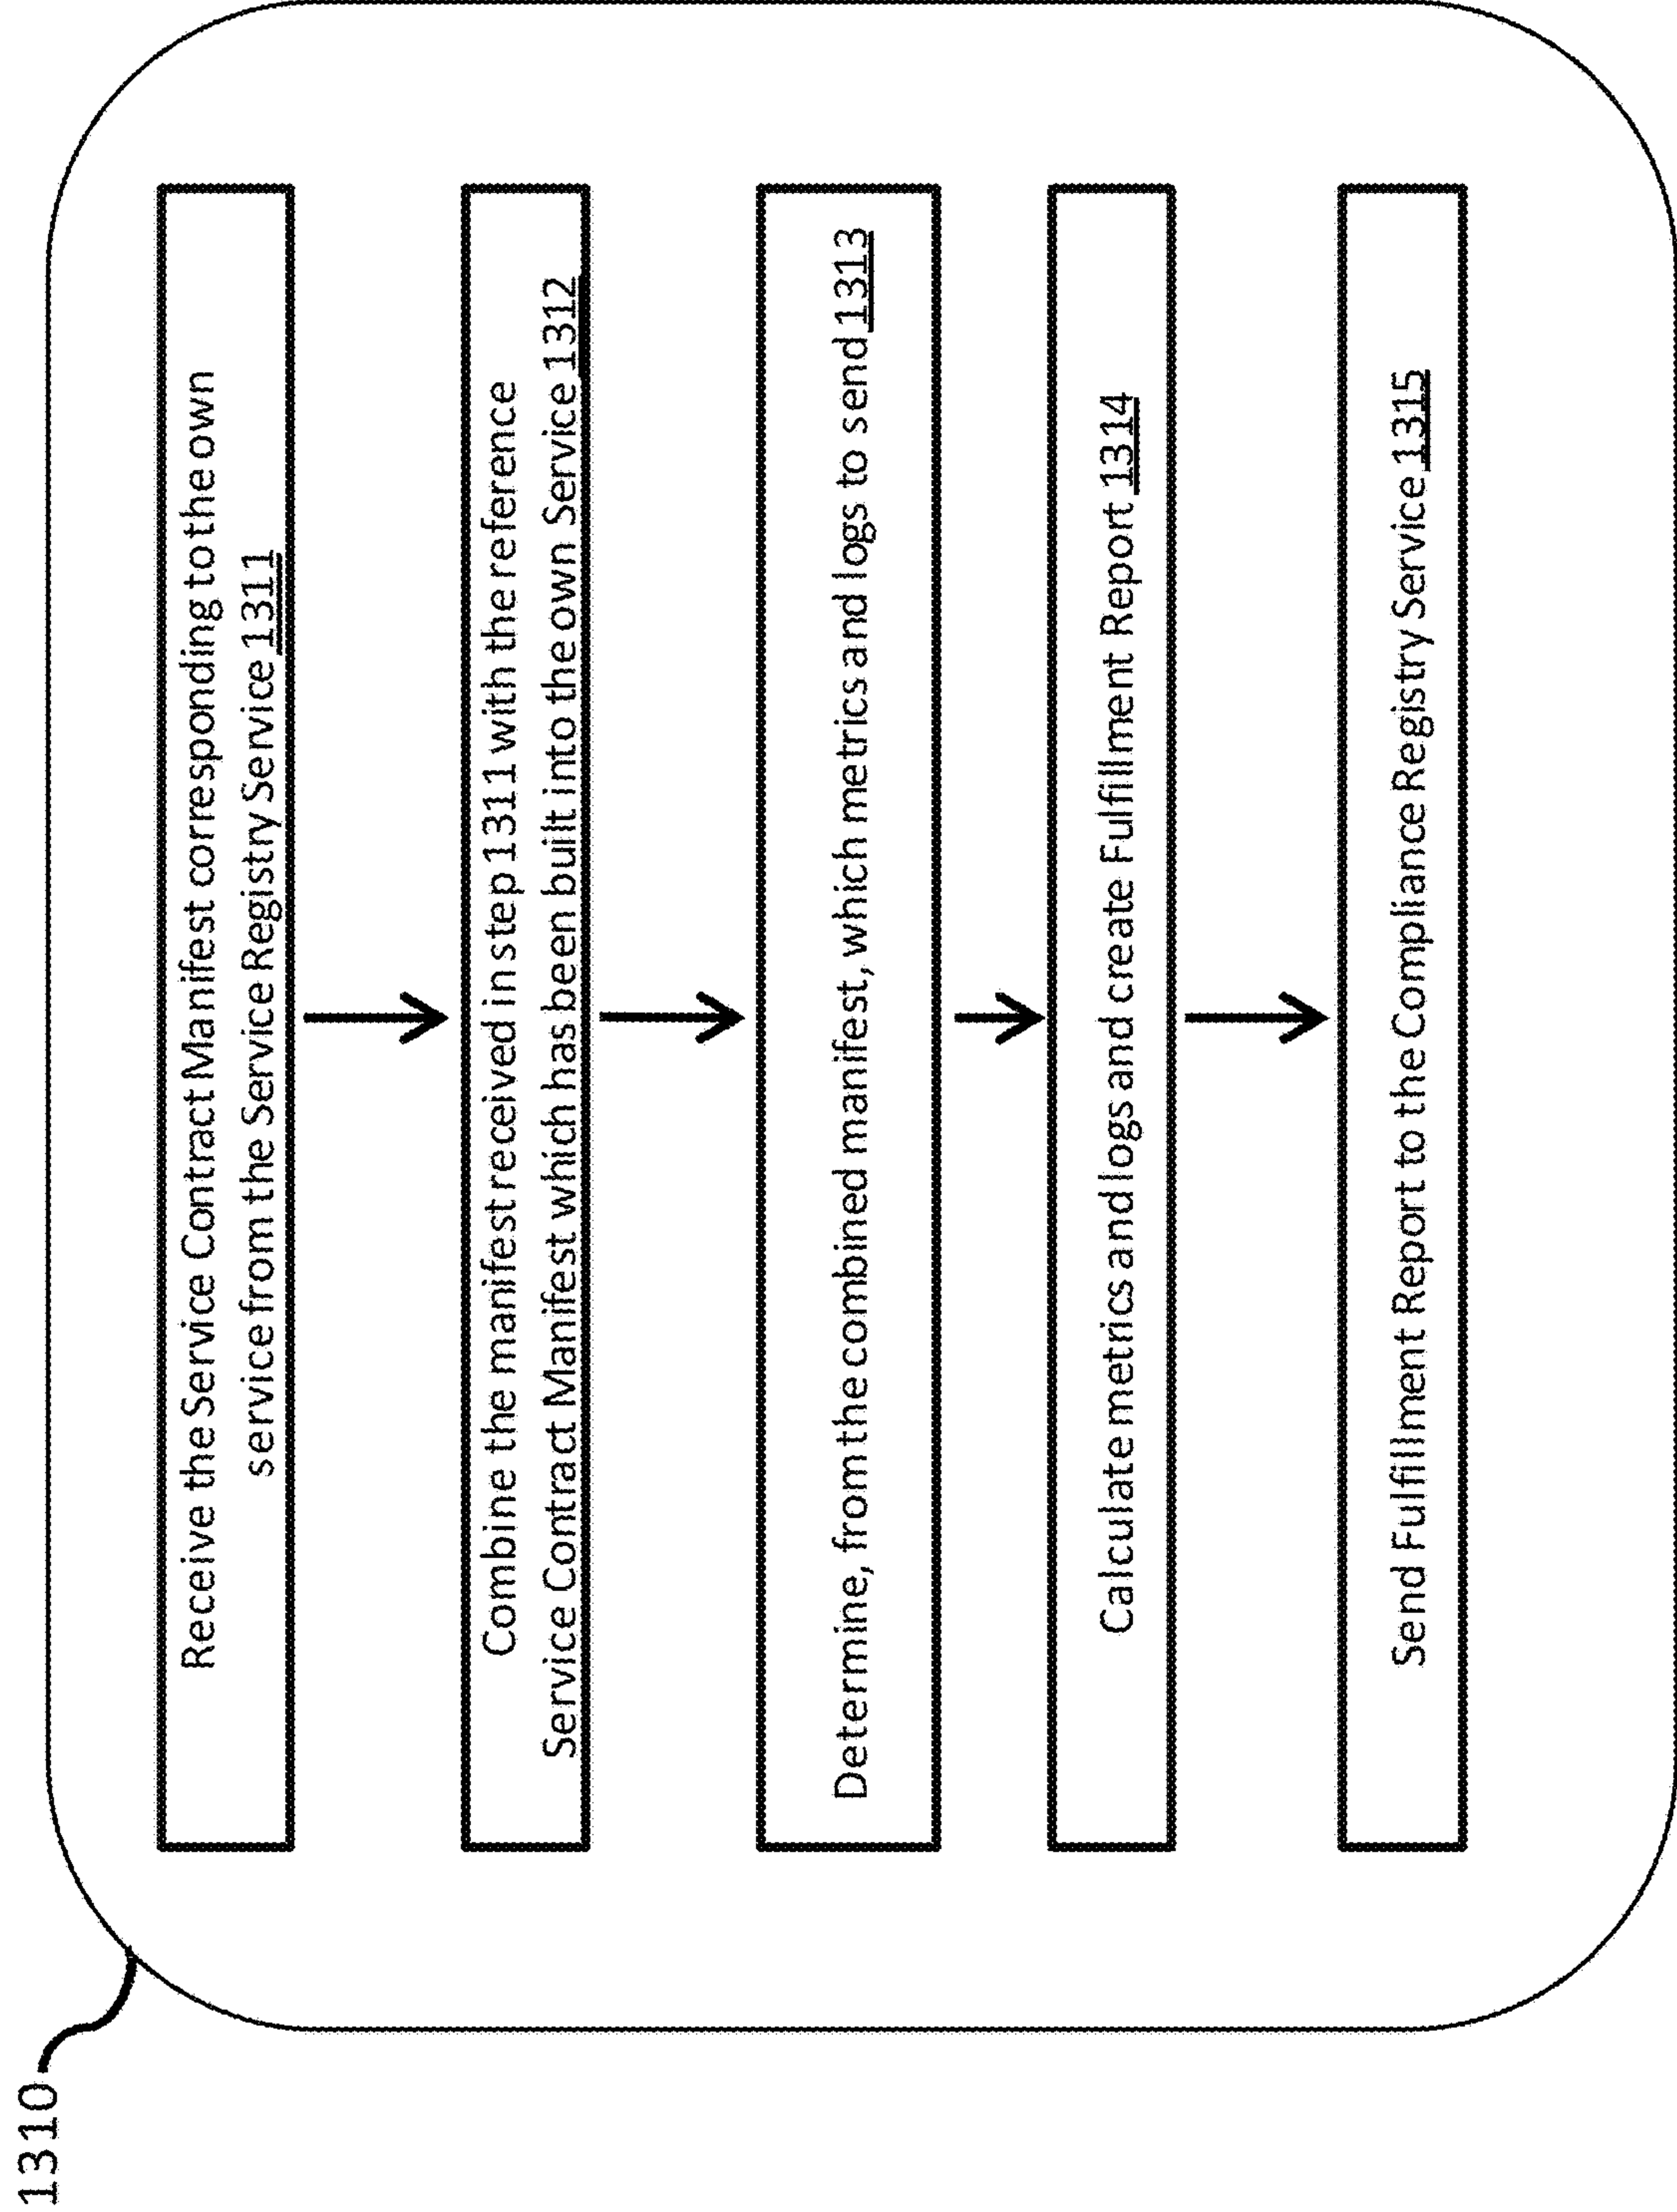 1310
Receive the Service Contract Manifest corresponding to the own
service from the Service Registry Service 1311
Combine the manifest received in step 1311 with the reference
Service Contract Manifest which has been built into the own Service 1312
Determine, from the combined manifest, which metrics and logs to send 1313
Calculate metrics and logs and create Fulfillment Report 1314
Send Fulfillment Report to the Compliance Registry Service 1315